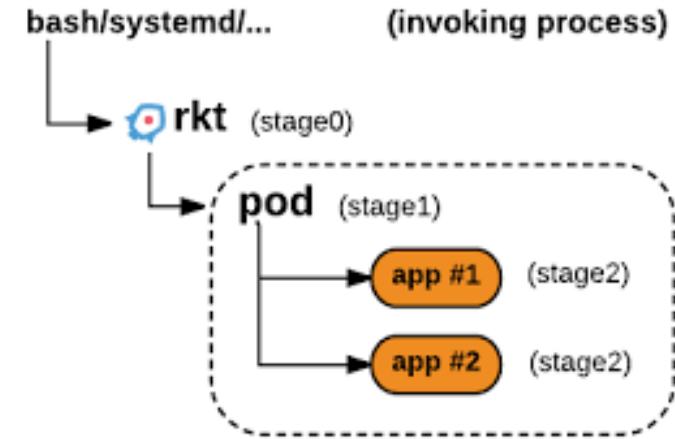 bash/systemd/... (invoking process)
rkt (stage0)
pod (stage1)
app #1 (stage2)
app #2 (stage2)